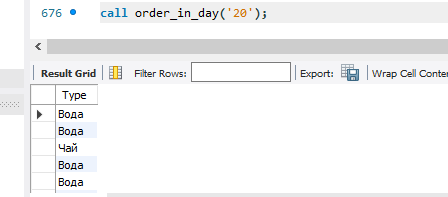 676
call order_in_day('20');
Result Grid
Filter Rows:
Export:
Wrap Cell Conte
Type
Вода
Вода
Чай
Вода
Вода